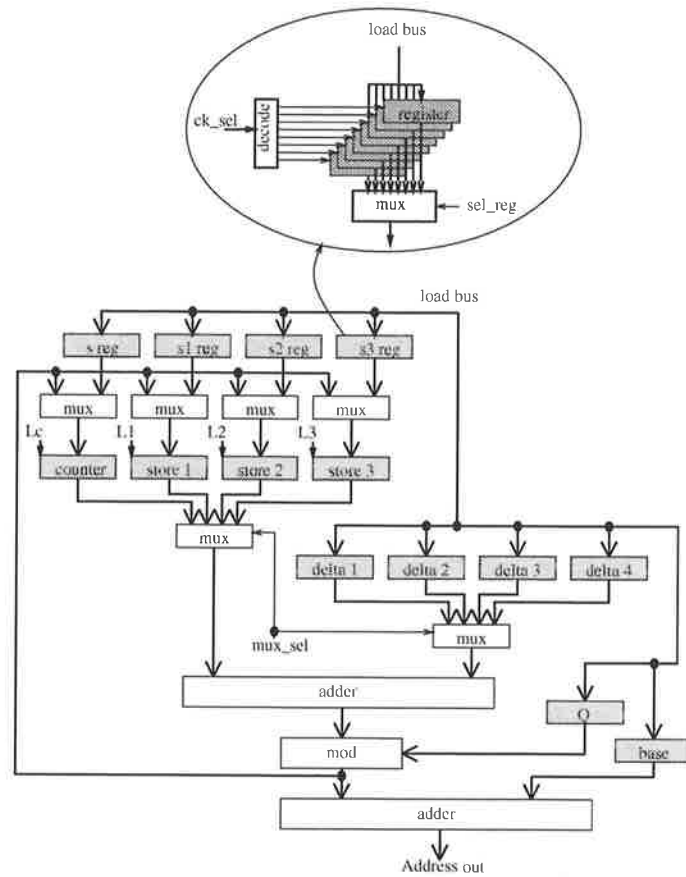 load bus
register
decode
ck_sel
mux
sel_reg
load bus
s reg
s1 reg
s2 reg
s3 reg
mux
mux
mux
mux
Lc
L1
L2
L3
counter
store 1
store 2
store 3
mux
delta 1
delta 2
delta 3
delta 4
mux_sel
mux
adder
Q
mod
base
adder
Address out